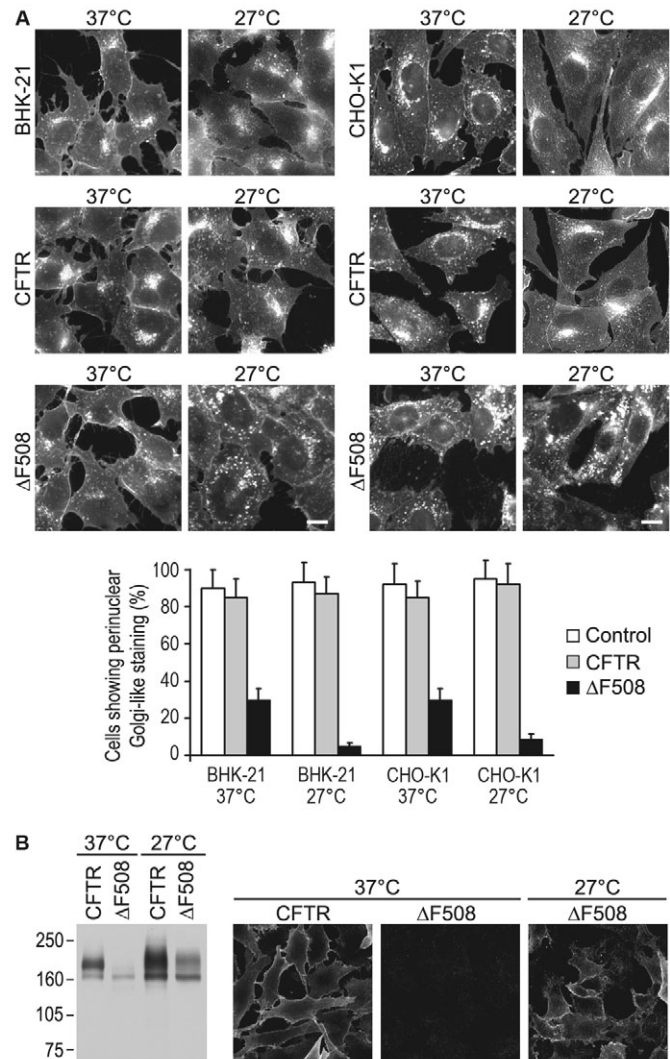 A
37°C 27°C 37°C 27°C
BHK-21 CHO-K1
37°C 27°C 37°C 27°C
CFTR CFTR
37°C 27°C 37°C 27°C
ΔF508 ΔF508
Cells showing perinuclear
Golgi-like staining (%)
100
80
60
40
20
0
BHK-21 BHK-21 CHO-K1 CHO-K1
37°C 27°C 37°C 27°C
Control
CFTR
ΔF508
B
37°C 27°C
CFTR ΔF508 CFTR ΔF508
250
160
105
75
37°C 27°C
CFTR ΔF508 ΔF508